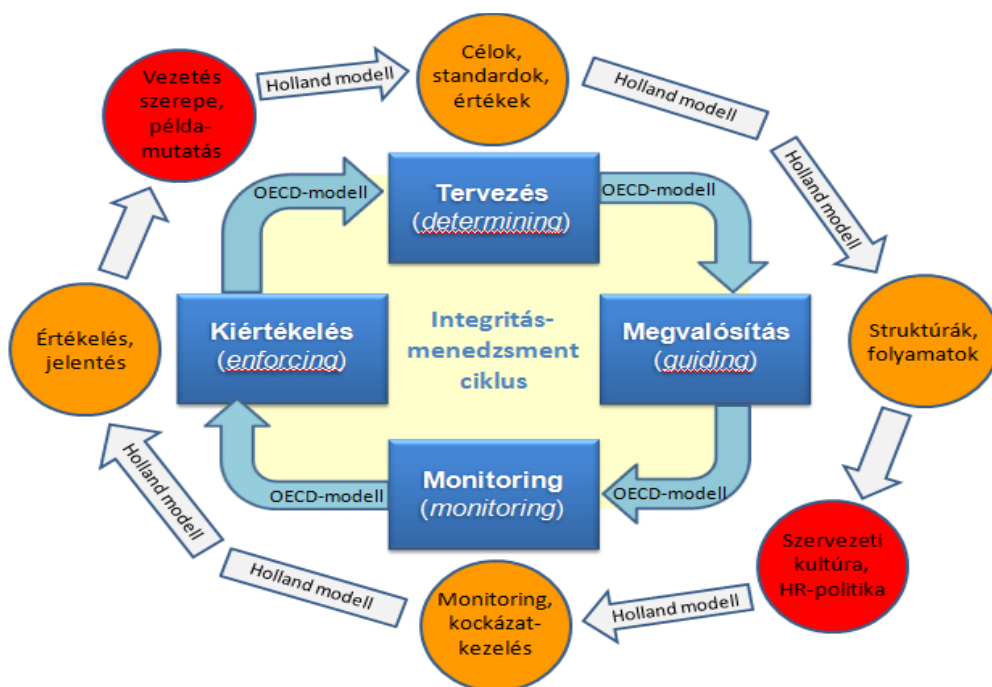 Vezetés
szerepe,
példa-
mutatás
Holland modell
Célok,
standardok,
értékek
Holland modell
Holland modell
OECD-modell
Tervezés
(determining)
OECD-modell
Értékelés,
jelentés
Kiértékelés
(enforcing)
Integritás-
menedzsment
ciklus
Megvalósítás
(guiding)
Struktúrák,
folyamatok
OECD-modell
Monitoring
(monitoring)
OECD-modell
Holland modell
Holland modell
Monitoring,
kockázat-
kezelés
Holland modell
Szervezeti
kultúra,
HR-politika